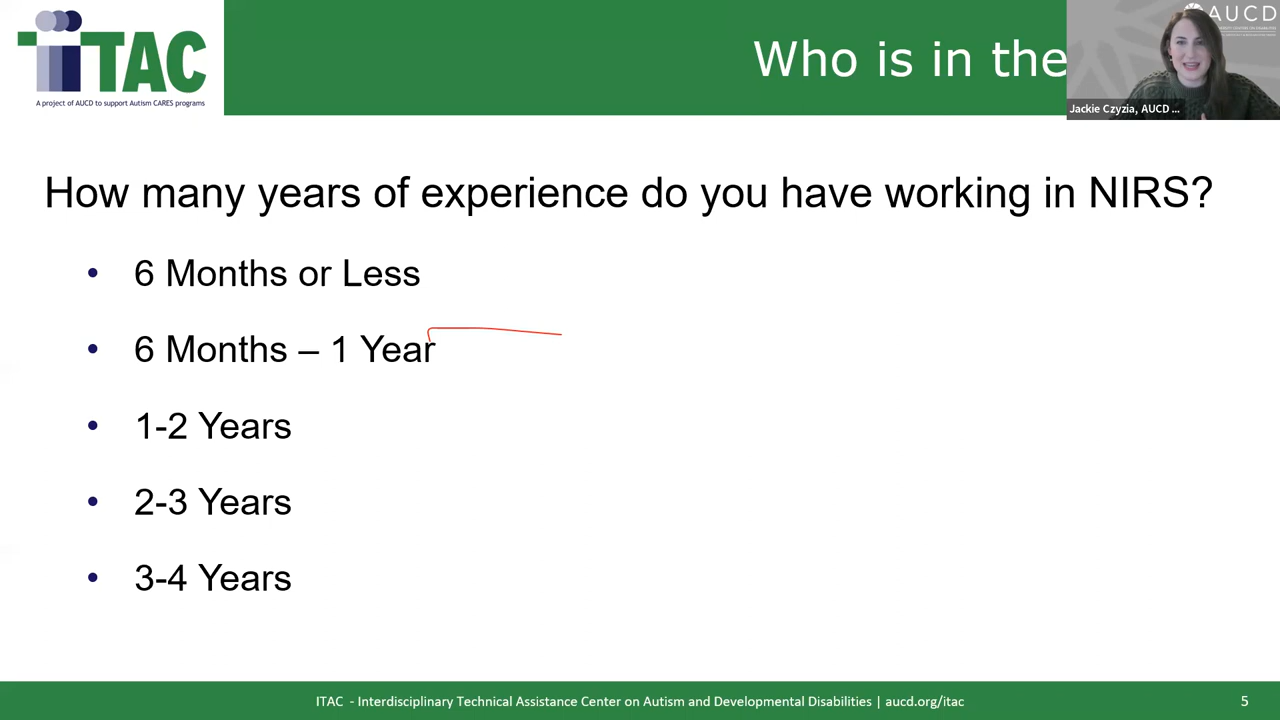 iTAC
A project of AUCD to support Autism CARES programs
Who is in the
AUCD
Jackie Czyzia, AUCD ...
How many years of experience do you have working in NIRS?
• 6 Months or Less
• 6 Months – 1 Year
• 1-2 Years
• 2-3 Years
• 3-4 Years
ITAC - Interdisciplinary Technical Assistance Center on Autism and Developmental Disabilities | aucd.org/itac
5